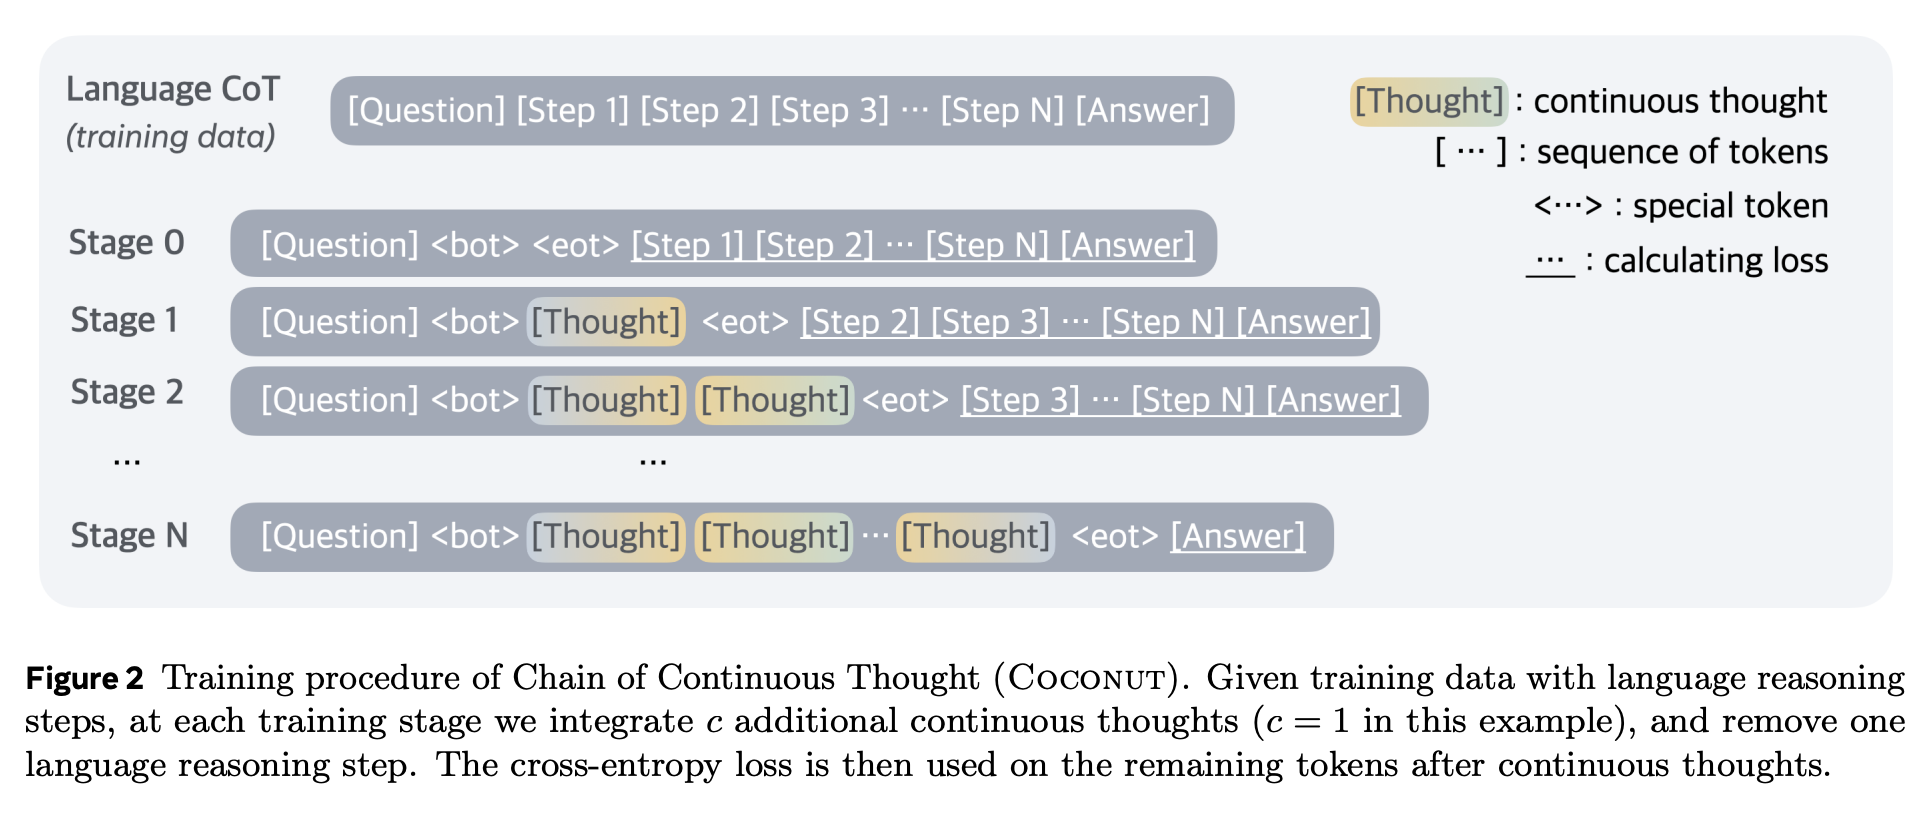 Language CoT
(training data)
[Question] [Step 1] [Step 2] [Step 3] ··· [Step N] [Answer]
[Thought] : continuous thought
[ ··· ] : sequence of tokens
<···> : special token
··· : calculating loss
Stage 0
[Question] <bot> <eot> [Step 1] [Step 2] ··· [Step N] [Answer]
Stage 1
[Question] <bot> [Thought] <eot> [Step 2] [Step 3] ··· [Step N] [Answer]
Stage 2
[Question] <bot> [Thought] [Thought] <eot> [Step 3] ··· [Step N] [Answer]
... ...
Stage N
[Question] <bot> [Thought] [Thought] ··· [Thought] <eot> [Answer]
Figure 2 Training procedure of Chain of Continuous Thought (COCONUT). Given training data with language reasoning
steps, at each training stage we integrate c additional continuous thoughts (c = 1 in this example), and remove one
language reasoning step. The cross-entropy loss is then used on the remaining tokens after continuous thoughts.